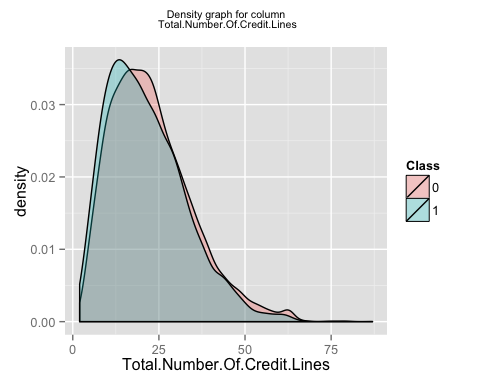 Density graph for column
Total.Number.Of.Credit.Lines
density
0.03
0.02
0.01
0.00
0
25
50
75
Total.Number.Of.Credit.Lines
Class
0
1